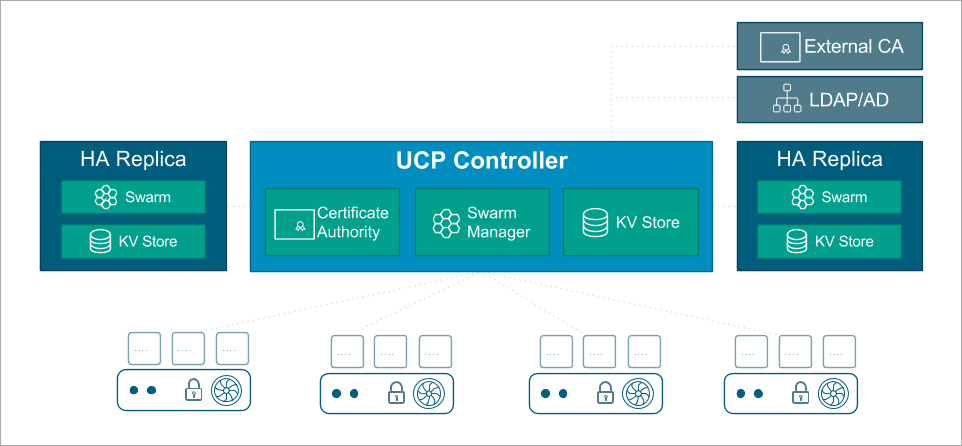 External CA
LDAP/AD
HA Replica
Swarm
KV Store
UCP Controller
Certificate
Authority
Swarm
Manager
KV Store
HA Replica
Swarm
KV Store
....
....
....
....
....
....
....
....
....
....
....
....